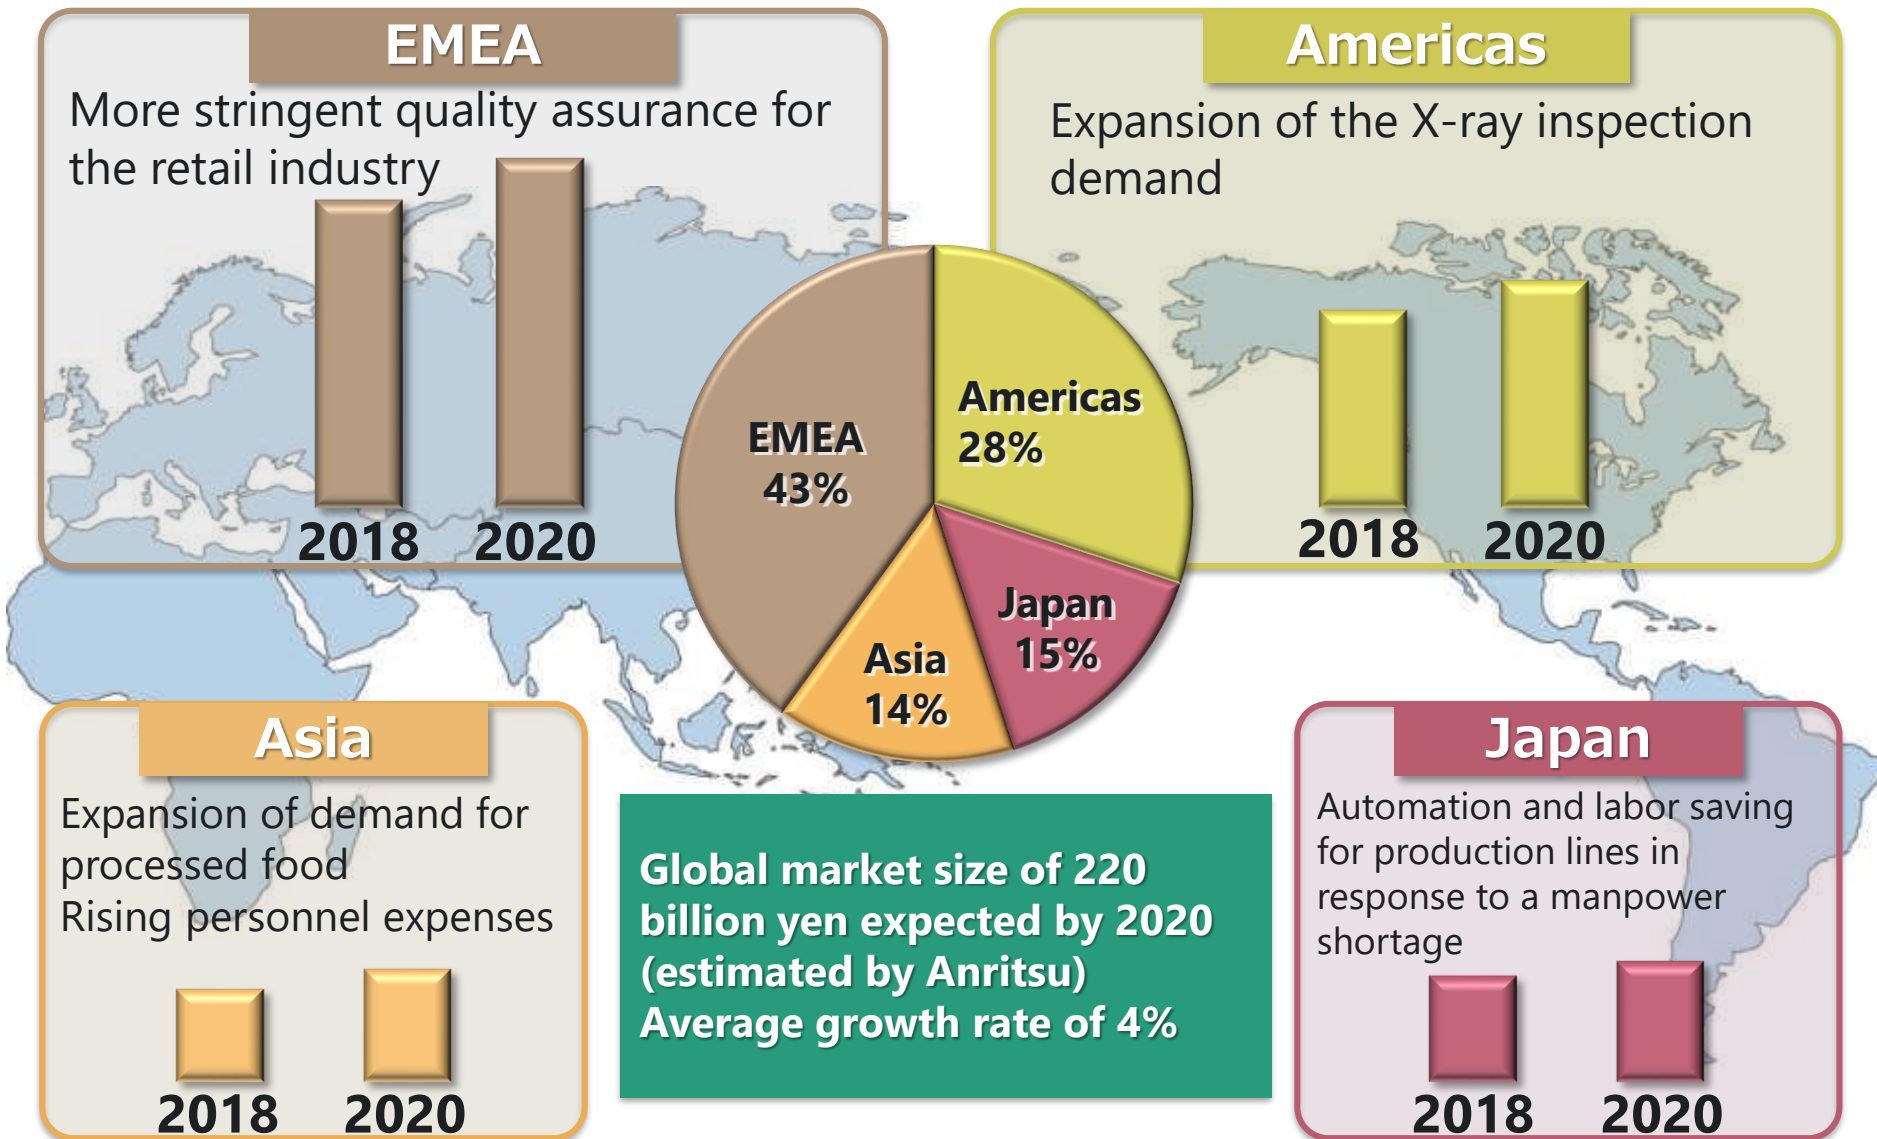 EMEA
More stringent quality assurance for
the retail industry
2018
2020
Americas
Expansion of the X-ray inspection
demand
2018
2020
EMEA
43%
Americas
28%
Japan
15%
Asia
14%
Asia
Expansion of demand for
processed food
Rising personnel expenses
2018
2020
Global market size of 220
billion yen expected by 2020
(estimated by Anritsu)
Average growth rate of 4%
Japan
Automation and labor saving
for production lines in
response to a manpower
shortage
2018
2020